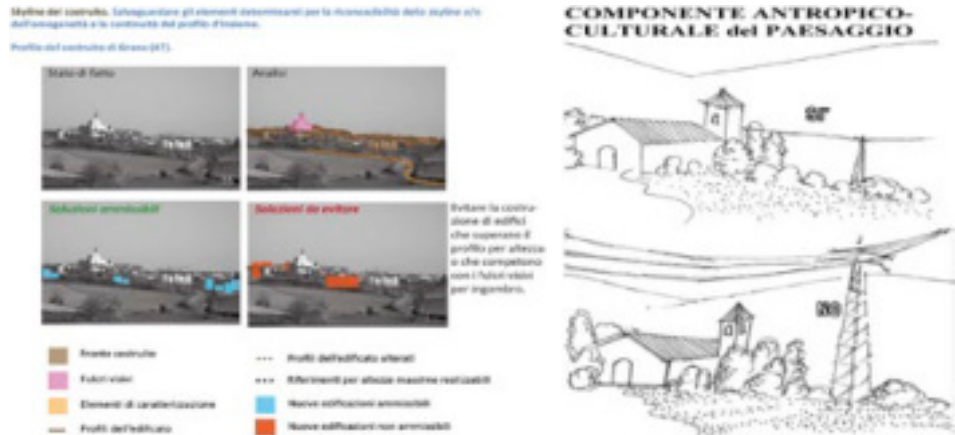 Skyline del costruito. Salvaguardare gli elementi determinanti per la riconoscibilità dello skyline e/o
dell'omogeneità e la continuità del profilo d'insieme.
Profilo del costruito di
Stato di fatto
Analisi
Soluzioni ammissibili
Soluzioni da evitare
Evitare la costru-
zione di edifici
che superano il
profilo per altezza
o che competono
con i fulcri visivi
per ingombro.
Fronte costruito
Fulcri visivi
Elementi di caratterizzazione
Profili dell'edificato
Profili dell'edificato alterati
Riferimenti per altezze massime realizzabili
Nuove edificazioni ammissibili
Nuove edificazioni non ammissibili
COMPONENTE ANTROPICO-
CULTURALE del PAESAGGIO
SI'
NO